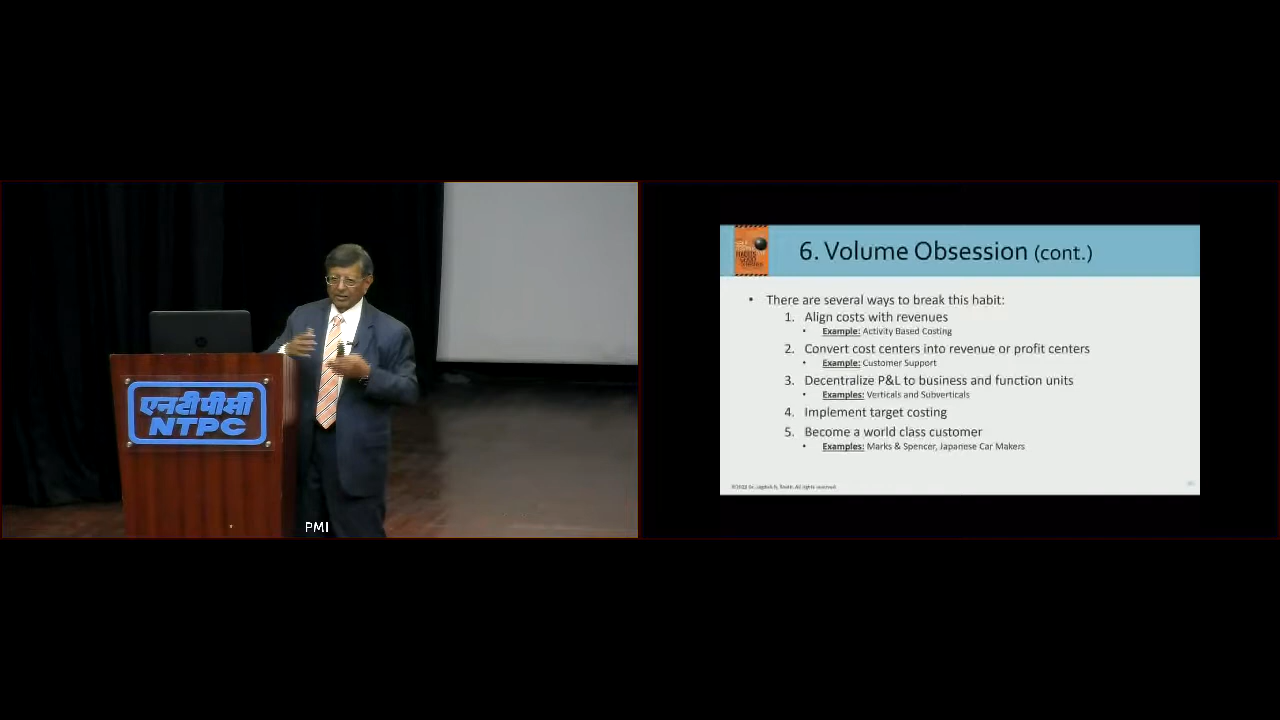 एनटीपीसी
NTPC
PMI
6. Volume Obsession (cont.)
• There are several ways to break this habit:
1. Align costs with revenues
• Example: Activity Based Costing
2. Convert cost centers into revenue or profit centers
• Example: Customer Support
3. Decentralize P&L to business and function units
• Examples: Verticals and Subverticals
4. Implement target costing
5. Become a world class customer
• Examples: Marks & Spencer, Japanese Car Makers
All rights reserved